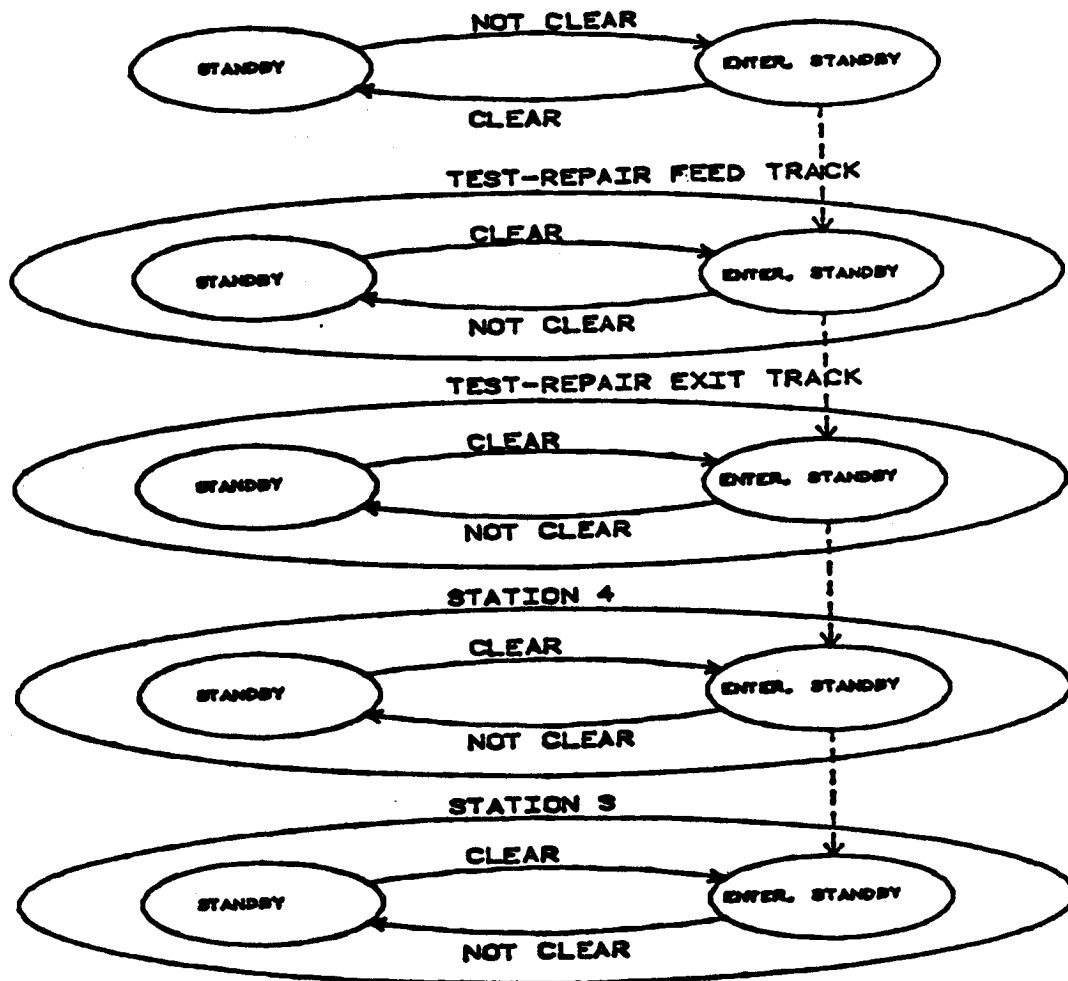 NOT CLEAR
STANDBY
ENTER, STANDBY
CLEAR
TEST-REPAIR FEED TRACK
CLEAR
STANDBY
ENTER, STANDBY
NOT CLEAR
TEST-REPAIR EXIT TRACK
CLEAR
STANDBY
ENTER, STANDBY
NOT CLEAR
STATION 4
CLEAR
STANDBY
ENTER, STANDBY
NOT CLEAR
STATION 3
CLEAR
STANDBY
ENTER, STANDBY
NOT CLEAR